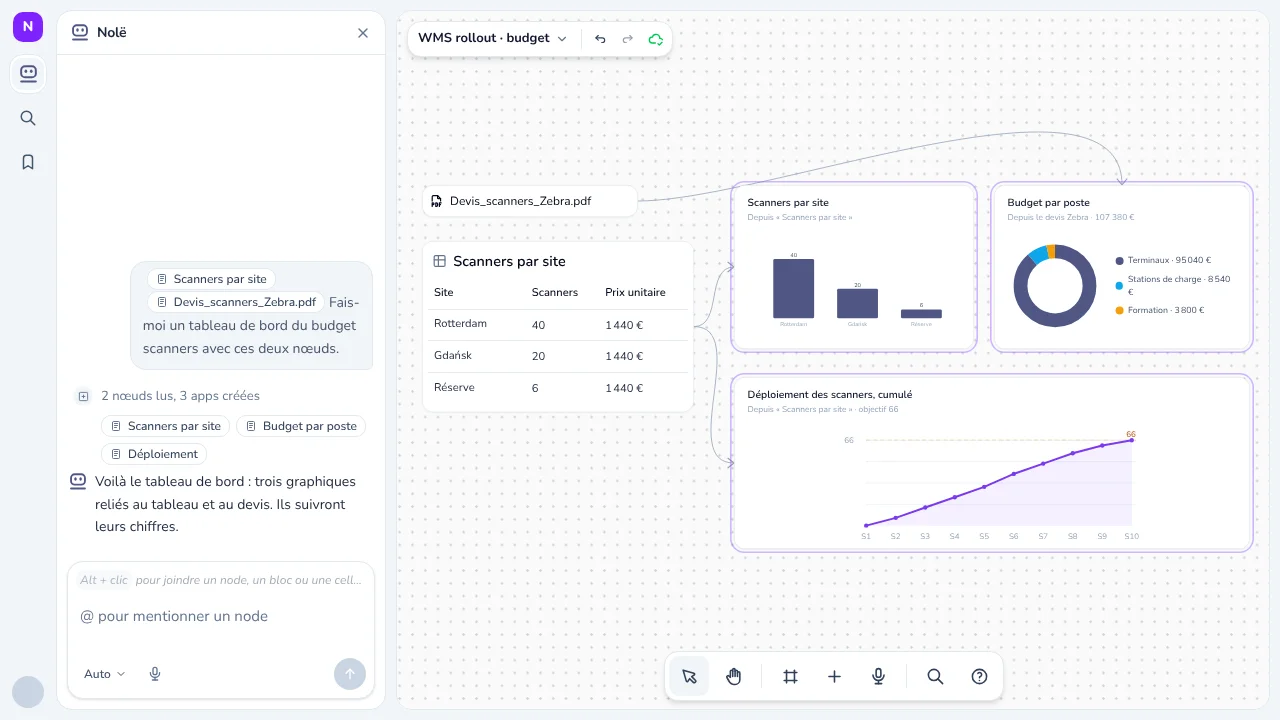 N
Nolë
WMS rollout · budget
Scanners par site
Devis_scanners_Zebra.pdf Fais-
moi un tableau de bord du budget
scanners avec ces deux nœuds.
2 nœuds lus, 3 apps créées
Scanners par site
Budget par poste
Déploiement
Voilà le tableau de bord : trois graphiques
reliés au tableau et au devis. Ils suivront
leurs chiffres.
Alt + clic pour joindre un node, un bloc ou une cell...
@ pour mentionner un node
Auto
PDF
Devis_scanners_Zebra.pdf
Scanners par site
Site Scanners Prix unitaire
Rotterdam 40 1 440 €
Gdańsk 20 1 440 €
Réserve 6 1 440 €
Scanners par site
Depuis « Scanners par site »
40
20
6
Rotterdam Gdańsk Réserve
Budget par poste
Depuis le devis Zebra · 107 380 €
Terminaux · 95 040 €
Stations de charge · 8 540
€
Formation · 3 800 €
Déploiement des scanners, cumulé
Depuis « Scanners par site » · objectif 66
66
66
S1 S2 S3 S4 S5 S6 S7 S8 S9 S10